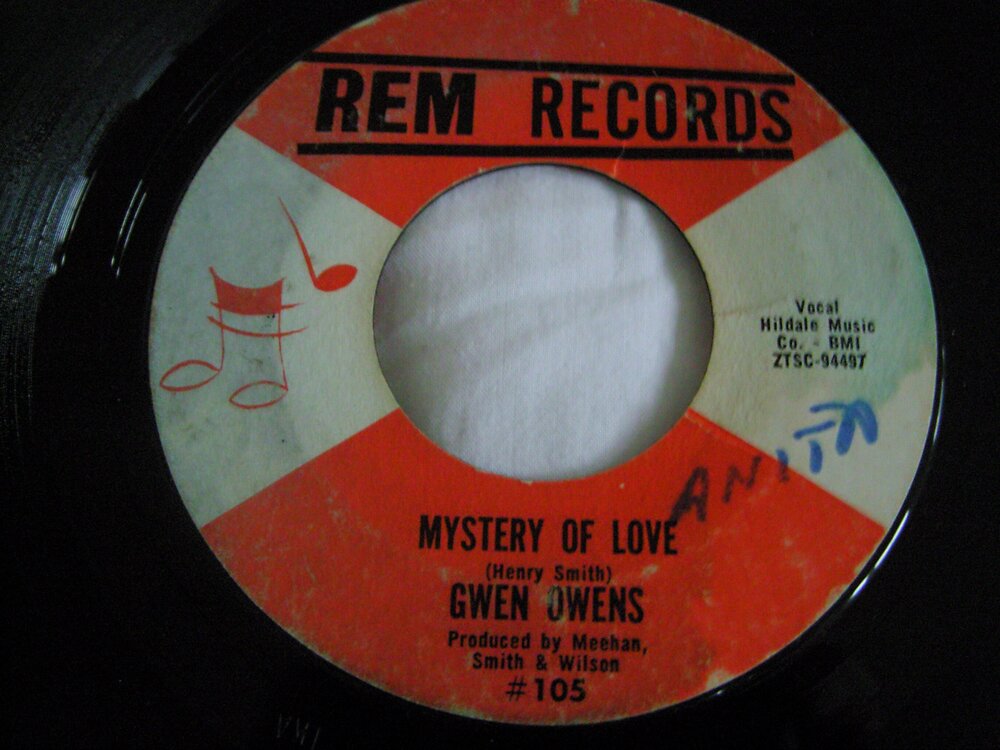 REM RECORDS
Vocal
Hildale Music
Co. - BMI
ZTSC-94497
ANITA
MYSTERY OF LOVE
(Henry Smith)
GWEN OWENS
Produced by Meehan,
Smith & Wilson
#105